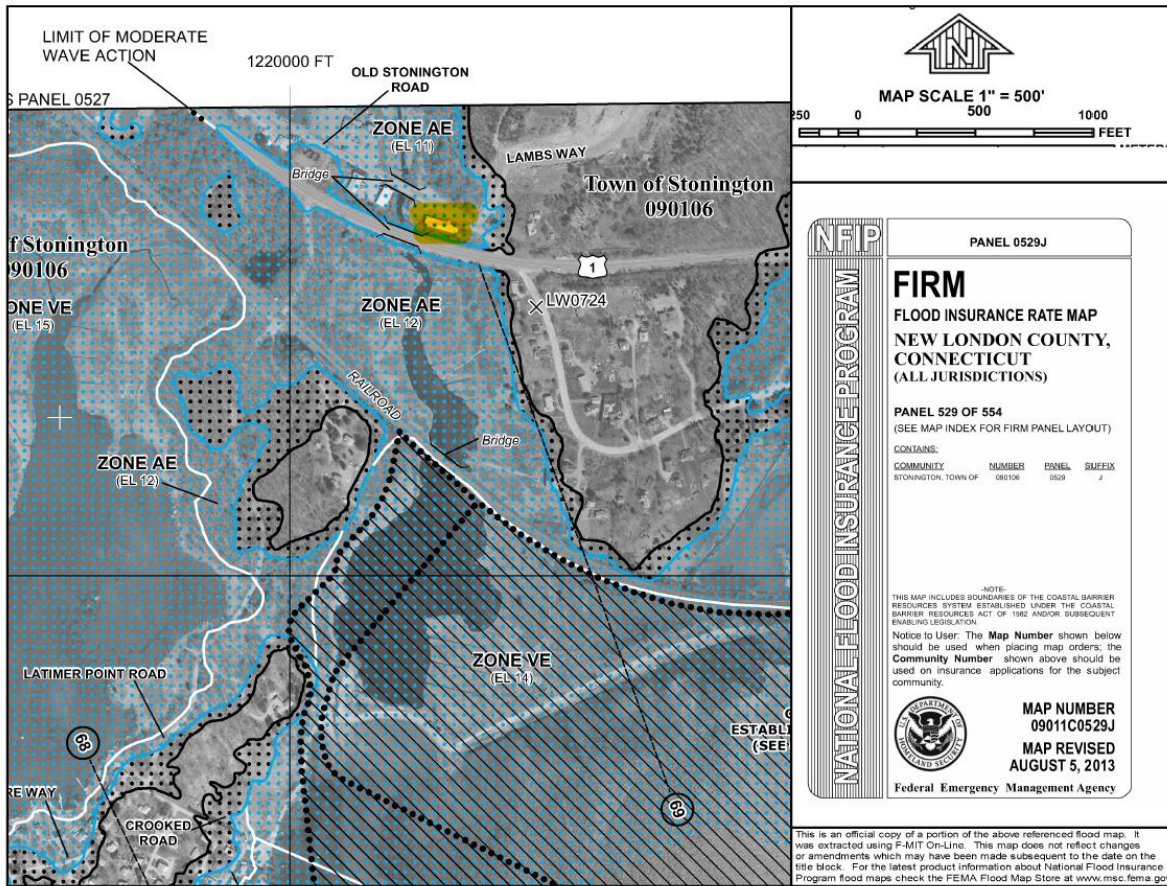 LIMIT OF MODERATE
WAVE ACTION
1220000 FT
OLD STONINGTON
ROAD
PANEL 0527
ZONE AE
(EL 11)
Bridge
LAMBS WAY
Town of Stonington
090106
f Stonington
90106
ONE VE
(EL 15)
1
ZONE AE
(EL 12)
LW0724
RAILROAD
Bridge
ZONE AE
(EL 12)
ZONE VE
(EL 14)
LATIMER POINT ROAD
ESTABLI
(SEE
68
69
RE WAY
CROOKED
ROAD
N
MAP SCALE 1" = 500'
250 0 500 1000
FEET
NFIP
NATIONAL FLOOD INSURANCE PROGRAM
PANEL 0529J
FIRM
FLOOD INSURANCE RATE MAP
NEW LONDON COUNTY,
CONNECTICUT
(ALL JURISDICTIONS)
PANEL 529 OF 554
(SEE MAP INDEX FOR FIRM PANEL LAYOUT)
CONTAINS:
COMMUNITY NUMBER PANEL SUFFIX
STONINGTON, TOWN OF 090106 0529 J
-NOTE-
THIS MAP INCLUDES BOUNDARIES OF THE COASTAL BARRIER
RESOURCES SYSTEM ESTABLISHED UNDER THE COASTAL
BARRIER RESOURCES ACT OF 1982 AND/OR SUBSEQUENT
ENABLING LEGISLATION.
Notice to User: The Map Number shown below
should be used when placing map orders; the
Community Number shown above should be
used on insurance applications for the subject
community.
U.S. DEPARTMENT OF
HOMELAND SECURITY
MAP NUMBER
09011C0529J
MAP REVISED
AUGUST 5, 2013
Federal Emergency Management Agency
This is an official copy of a portion of the above referenced flood map. It
was extracted using F-MIT On-Line. This map does not reflect changes
or amendments which may have been made subsequent to the date on the
title block. For the latest product information about National Flood Insurance
Program flood maps check the FEMA Flood Map Store at www.msc.fema.gov